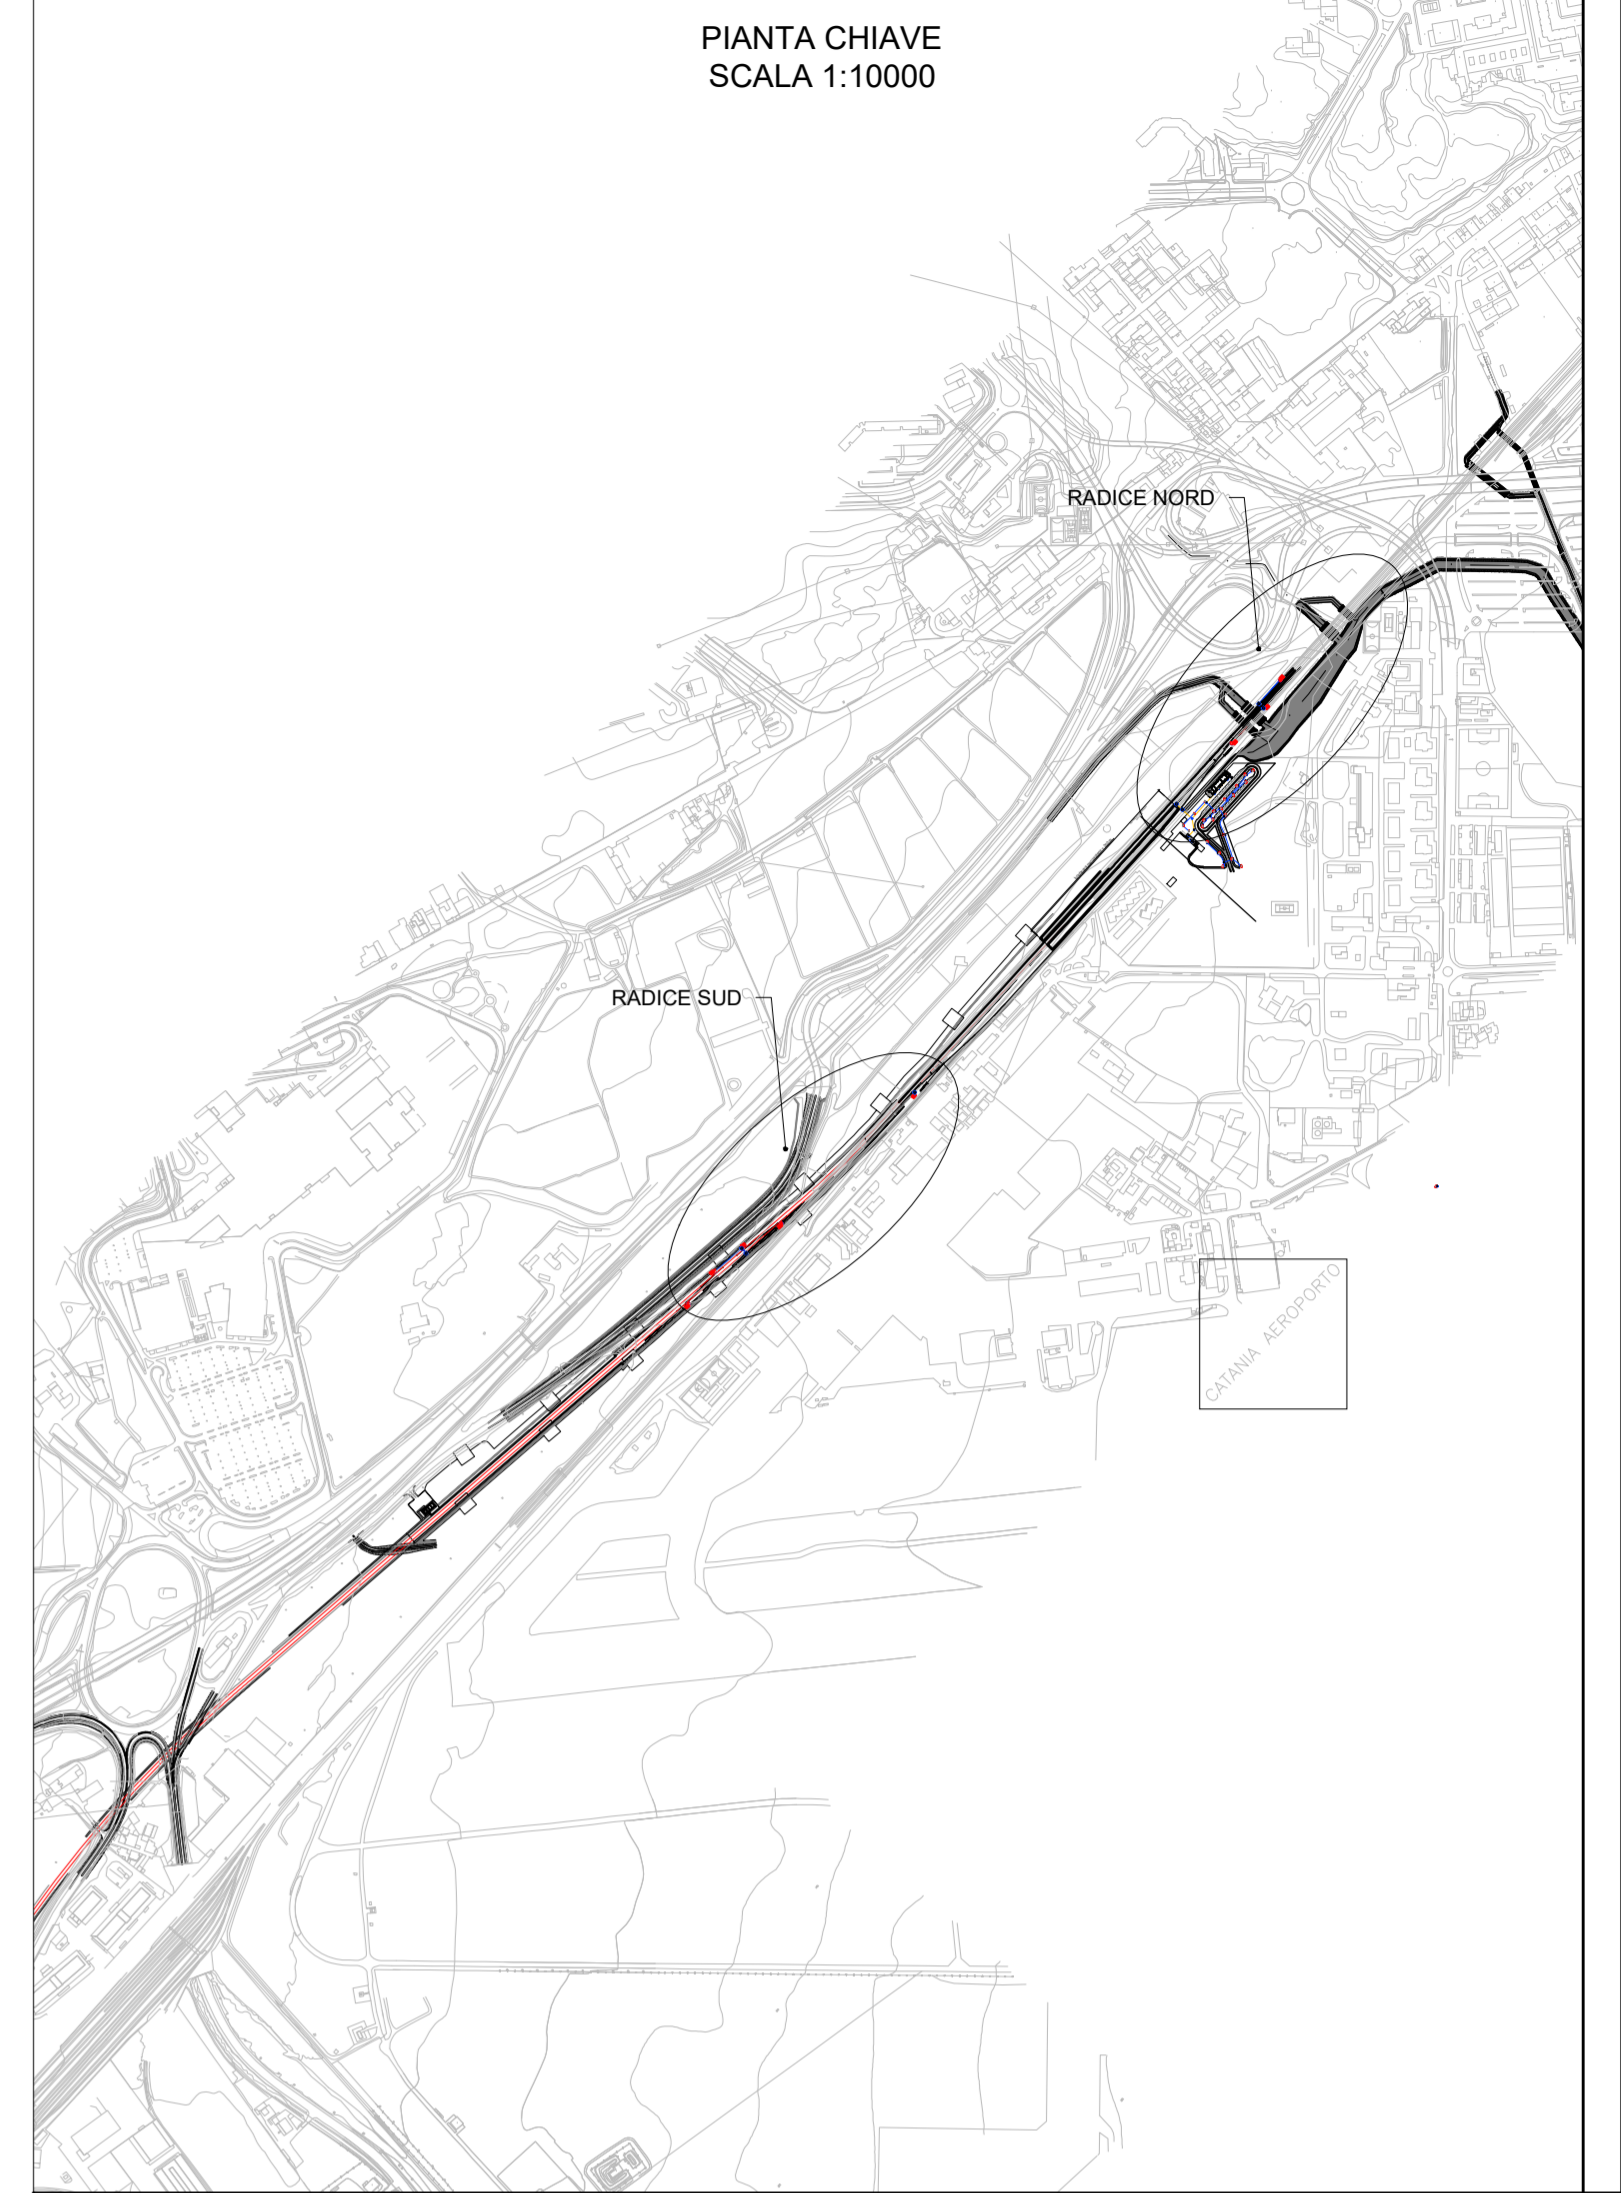 PIANTA CHIAVE
SCALA 1:10000
RADICE NORD
RADICE SUD
CATANIA AEROPORTO